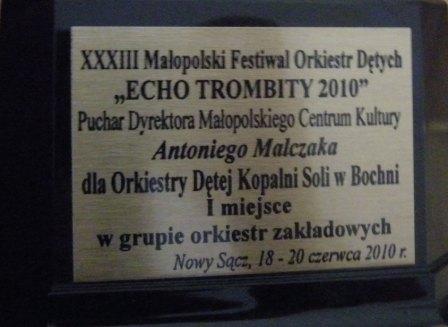 XXXIII Małopolski Festiwal Orkiestr Dętych
„ECHO TROMBITY 2010”
Puchar Dyrektora Małopolskiego Centrum Kultury
Antoniego Malczaka
dla Orkiestry Dętej Kopalni Soli w Bochni
I miejsce
w grupie orkiestr zakładowych
Nowy Sącz, 18 - 20 czerwca 2010 r.